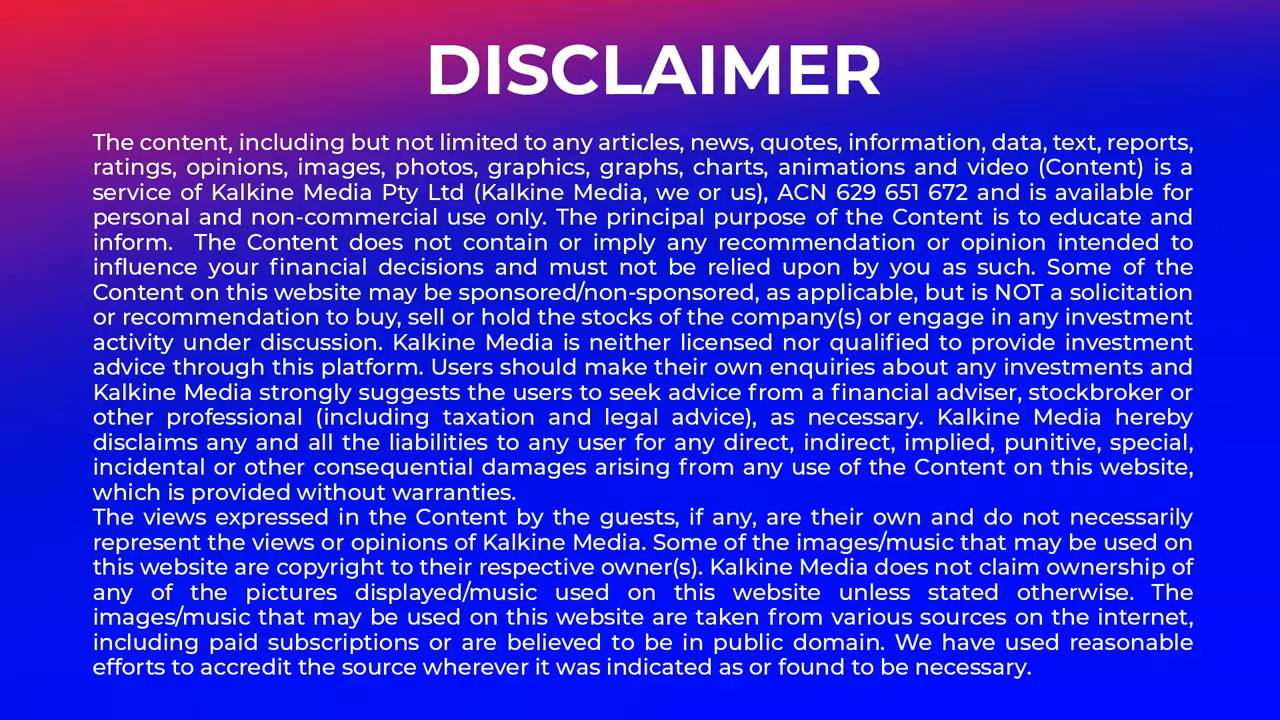 DISCLAIMER
The content, including but not limited to any articles, news, quotes, information, data, text, reports,
ratings, opinions, images, photos, graphics, graphs, charts, animations and video (Content) is a
service of Kalkine Media Pty Ltd (Kalkine Media, we or us), ACN 629 651 672 and is available for
personal and non-commercial use only. The principal purpose of the Content is to educate and
inform.  The Content does not contain or imply any recommendation or opinion intended to
influence your financial decisions and must not be relied upon by you as such. Some of the
Content on this website may be sponsored/non-sponsored, as applicable, but is NOT a solicitation
or recommendation to buy, sell or hold the stocks of the company(s) or engage in any investment
activity under discussion. Kalkine Media is neither licensed nor qualified to provide investment
advice through this platform. Users should make their own enquiries about any investments and
Kalkine Media strongly suggests the users to seek advice from a financial adviser, stockbroker or
other professional (including taxation and legal advice), as necessary. Kalkine Media hereby
disclaims any and all the liabilities to any user for any direct, indirect, implied, punitive, special,
incidental or other consequential damages arising from any use of the Content on this website,
which is provided without warranties.
The views expressed in the Content by the guests, if any, are their own and do not necessarily
represent the views or opinions of Kalkine Media. Some of the images/music that may be used on
this website are copyright to their respective owner(s). Kalkine Media does not claim ownership of
any of the pictures displayed/music used on this website unless stated otherwise. The
images/music that may be used on this website are taken from various sources on the internet,
including paid subscriptions or are believed to be in public domain. We have used reasonable
efforts to accredit the source wherever it was indicated as or found to be necessary.